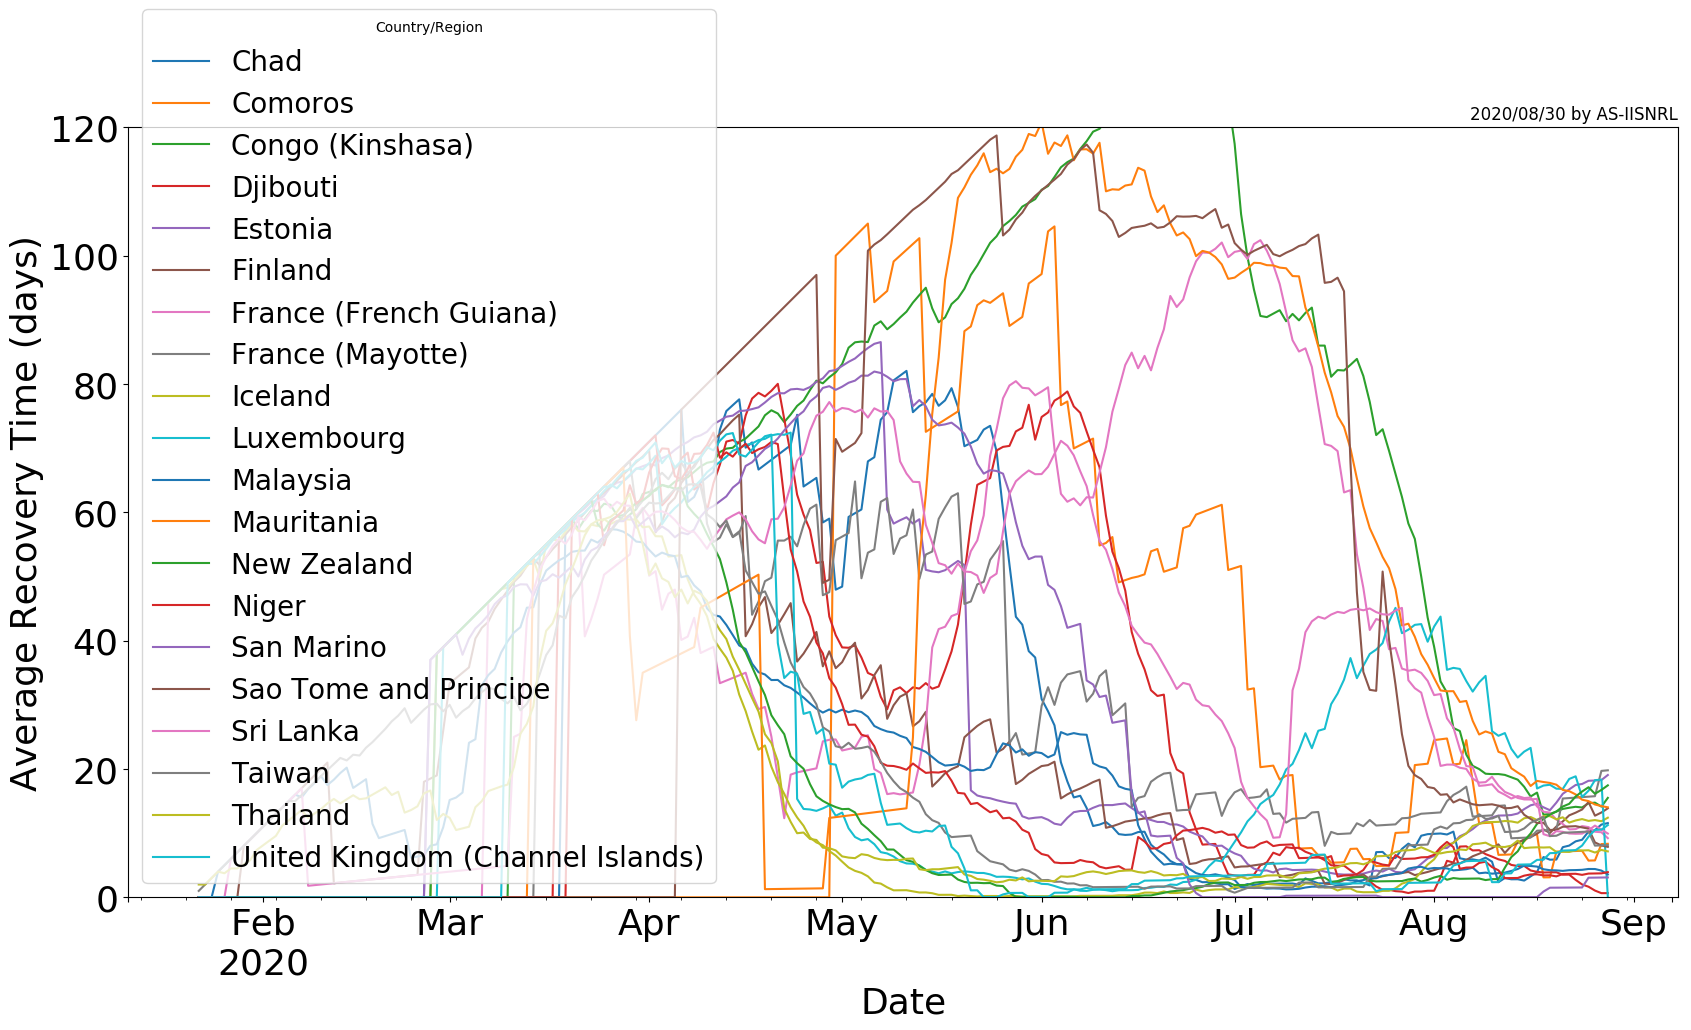 Country/Region
Chad
Comoros
Congo (Kinshasa)
Djibouti
Estonia
Finland
France (French Guiana)
France (Mayotte)
Iceland
Luxembourg
Malaysia
Mauritania
New Zealand
Niger
San Marino
Sao Tome and Principe
Sri Lanka
Taiwan
Thailand
United Kingdom (Channel Islands)
2020/08/30 by AS-IISNRL
Average Recovery Time (days)
120
100
80
60
40
20
0
Feb Mar Apr May Jun Jul Aug Sep
2020
Date